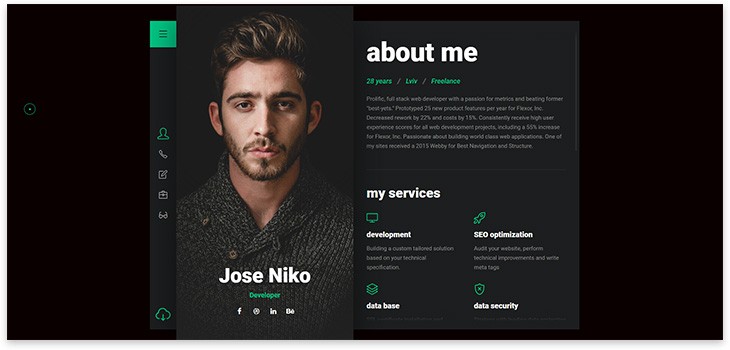 about me
28 years / Lviv / Freelance
Prolific, full stack web developer with a passion for metrics and beating former
"best-yets." Prototyped 25 new product features per year for Flexor, Inc.
Decreased rework by 22% and costs by 15%. Consistently receive high user
experience scores for all web development projects, including a 55% increase
for Flexor, Inc. Passionate about building world class web applications. One of
my sites received a 2015 Webby for Best Navigation and Structure.
my services
development
Building a custom tailored solution
based on your technical
specification.
SEO optimization
Audit your website, perform
technical improvements and write
meta tags
data base
data security
Jose Niko
Developer
Bē